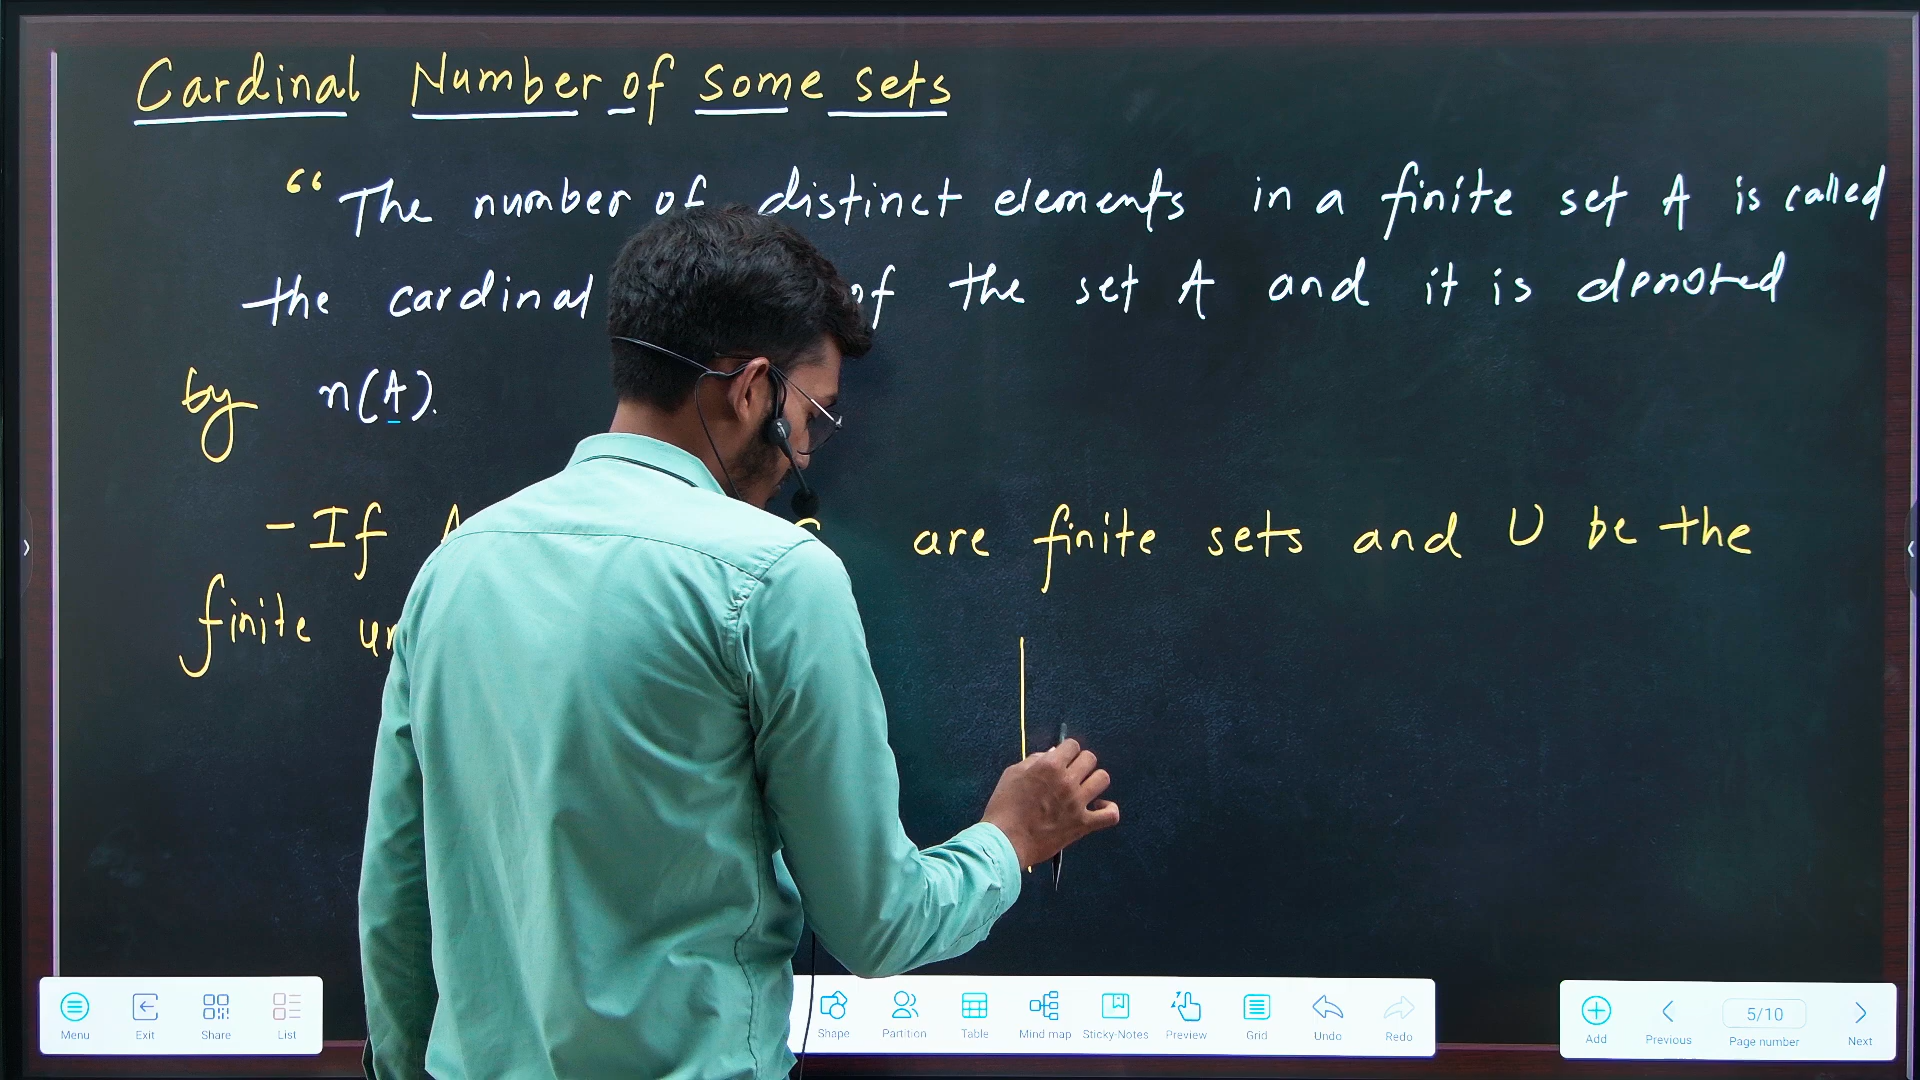 Cardinal Number of some sets
“ The number of distinct elements in a finite set A is called
the cardinal of the set A and it is denoted
by n(A).
- If are finite sets and U be the
finite
Menu Exit Share List Shape Partition Table Mind map Sticky-Notes Preview Grid Undo Redo Add Previous 5/10 Page number Next